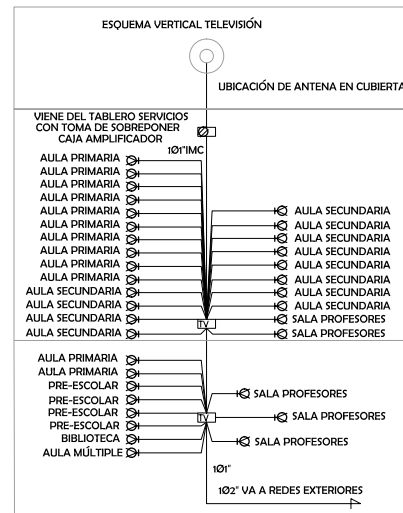 ESQUEMA VERTICAL TELEVISIÓN
UBICACIÓN DE ANTENA EN CUBIERTA
VIENE DEL TABLERO SERVICIOS
CON TOMA DE SOBREPONER
CAJA AMPLIFICADOR
1Ø1"IMC
AULA PRIMARIA
AULA PRIMARIA
AULA PRIMARIA
AULA PRIMARIA
AULA PRIMARIA
AULA PRIMARIA
AULA PRIMARIA
AULA PRIMARIA
AULA PRIMARIA
AULA PRIMARIA
AULA SECUNDARIA
AULA SECUNDARIA
AULA SECUNDARIA
AULA SECUNDARIA
AULA SECUNDARIA
AULA SECUNDARIA
AULA SECUNDARIA
AULA SECUNDARIA
AULA SECUNDARIA
AULA SECUNDARIA
AULA SECUNDARIA
SALA PROFESORES
SALA PROFESORES
TV
AULA PRIMARIA
AULA PRIMARIA
PRE-ESCOLAR
PRE-ESCOLAR
PRE-ESCOLAR
PRE-ESCOLAR
BIBLIOTECA
AULA MÚLTIPLE
SALA PROFESORES
SALA PROFESORES
SALA PROFESORES
TV
1Ø1"
1Ø2" VA A REDES EXTERIORES